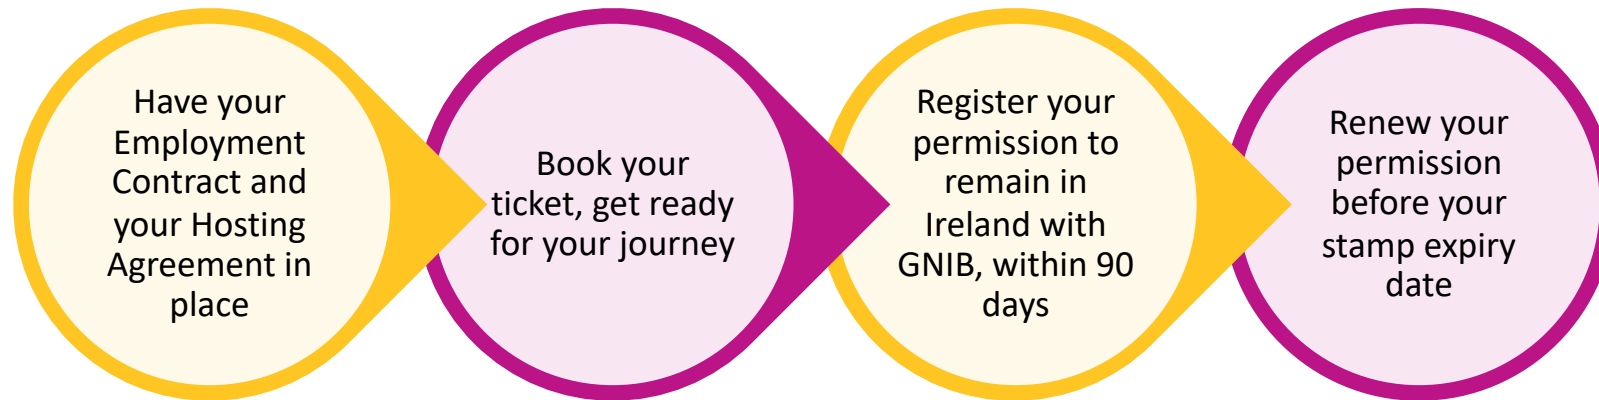 Have your
Employment
Contract and
your Hosting
Agreement in
place
Book your
ticket, get ready
for your journey
Register your
permission to
remain in
Ireland with
GNIB, within 90
days
Renew your
permission
before your
stamp expiry
date